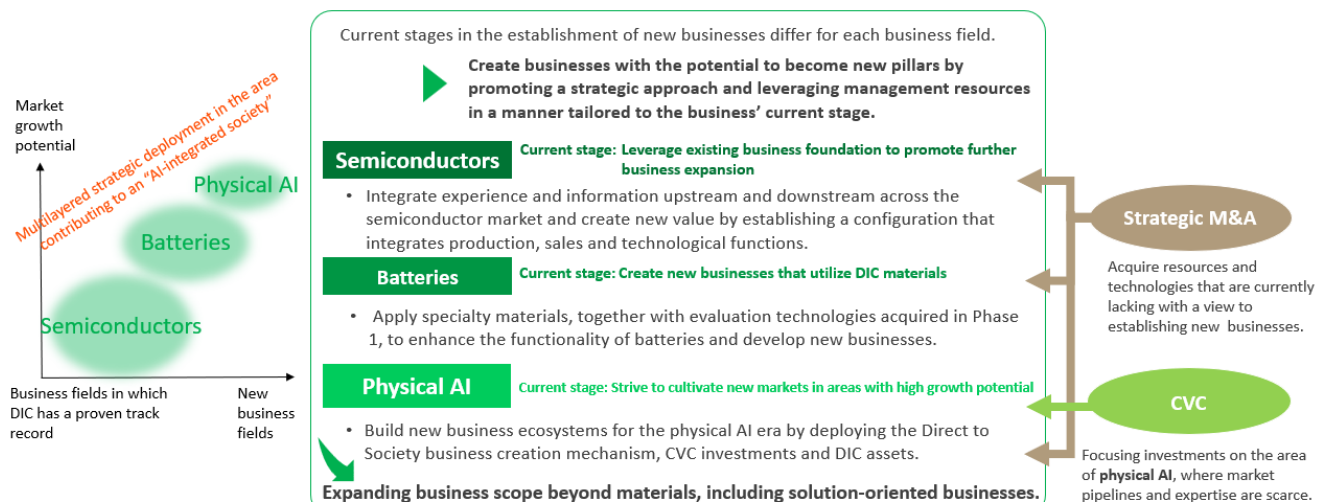 Market
growth
potential
Multilayered strategic deployment in the area
contributing to an “AI-integrated society”
Physical AI
Batteries
Semiconductors
Business fields in which
DIC has a proven track
record
New
business
fields
Current stages in the establishment of new businesses differ for each business field.
Create businesses with the potential to become new pillars by
promoting a strategic approach and leveraging management resources
in a manner tailored to the business’ current stage.
Semiconductors
Current stage: Leverage existing business foundation to promote further
business expansion
• Integrate experience and information upstream and downstream across the
semiconductor market and create new value by establishing a configuration that
integrates production, sales and technological functions.
Batteries
Current stage: Create new businesses that utilize DIC materials
• Apply specialty materials, together with evaluation technologies acquired in Phase
1, to enhance the functionality of batteries and develop new businesses.
Physical AI
Current stage: Strive to cultivate new markets in areas with high growth potential
• Build new business ecosystems for the physical AI era by deploying the Direct to
Society business creation mechanism, CVC investments and DIC assets.
Expanding business scope beyond materials, including solution-oriented businesses.
Strategic M&A
Acquire resources and
technologies that are currently
lacking with a view to
establishing new businesses.
CVC
Focusing investments on the area
of physical AI, where market
pipelines and expertise are scarce.